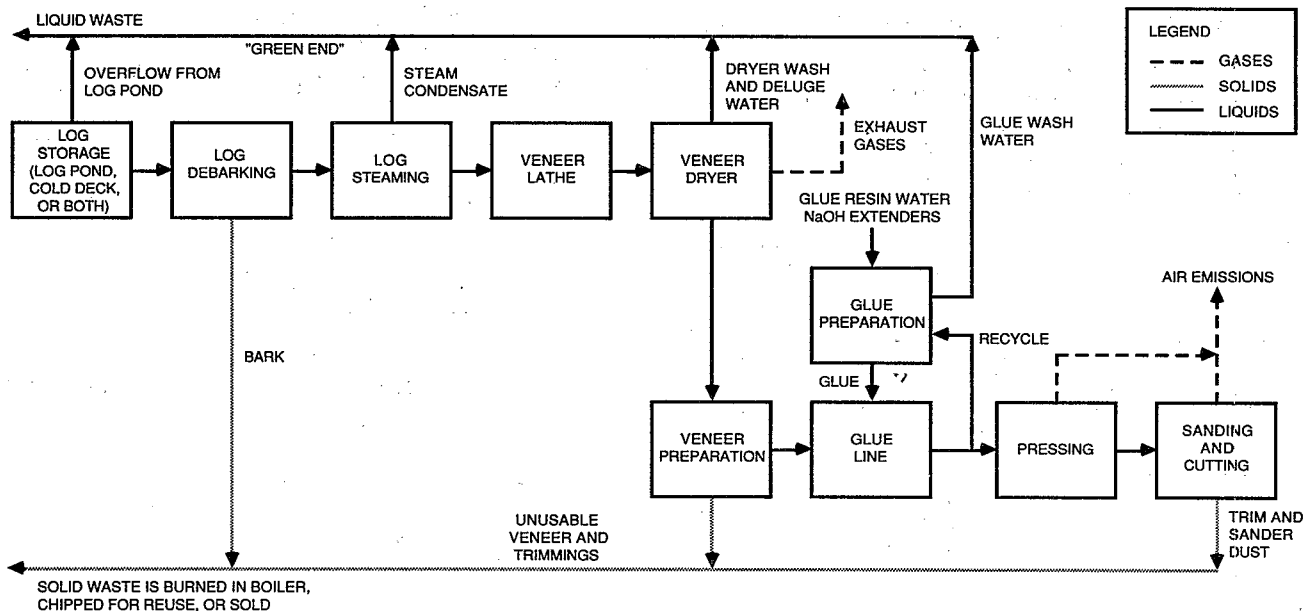 LIQUID WASTE
"GREEN END"
OVERFLOW FROM
LOG POND
STEAM
CONDENSATE
DRYER WASH
AND DELUGE
WATER
EXHAUST
GASES
GLUE WASH
WATER
LEGEND
GASES
SOLIDS
LIQUIDS
LOG
STORAGE
(LOG POND,
COLD DECK,
OR BOTH)
LOG
DEBARKING
LOG
STEAMING
VENEER
LATHE
VENEER
DRYER
GLUE RESIN WATER
NaOH EXTENDERS
GLUE
PREPARATION
AIR EMISSIONS
RECYCLE
BARK
GLUE
VENEER
PREPARATION
GLUE
LINE
PRESSING
SANDING
AND
CUTTING
UNUSABLE
VENEER AND
TRIMMINGS
TRIM AND
SANDER
DUST
SOLID WASTE IS BURNED IN BOILER,
CHIPPED FOR REUSE, OR SOLD